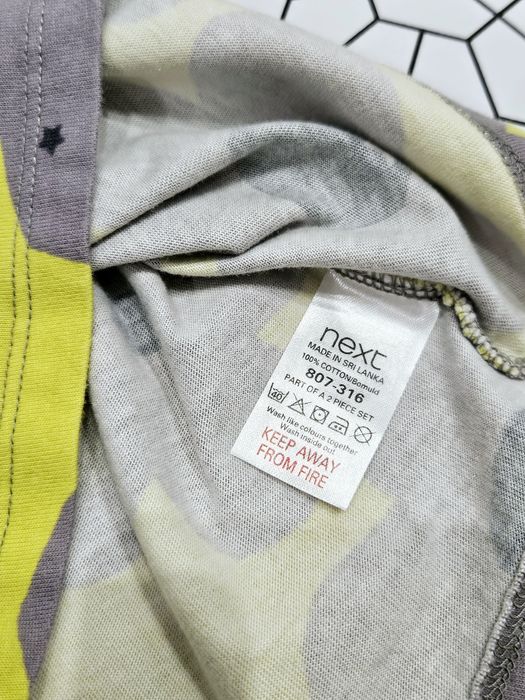 next
MADE IN SRI LANKA
100% COTTON/Bomuld
807-316
PART OF A 2 PIECE SET
40
Wash like colours together
Wash inside out
KEEP AWAY
FROM FIRE